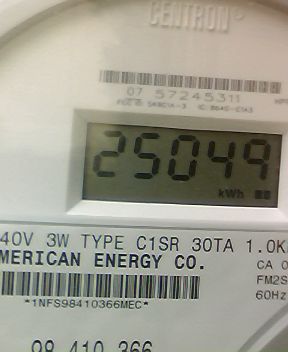 CENTRON®
07 57245311
25049
kWh
40V 3W TYPE C1SR 30TA 1.0K
MERICAN ENERGY CO.
CA 0
FM2S
60Hz
*1NFS98410366MEC*
98 410 366